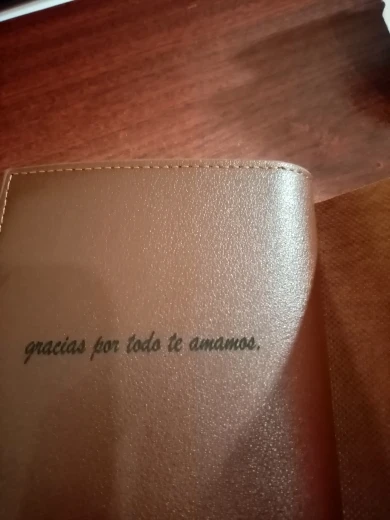 gracias por todo te amamos.